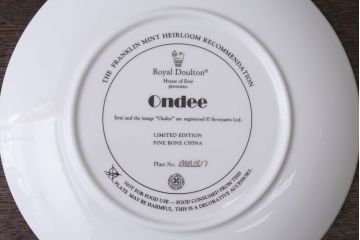 THE FRANKLIN MINT HEIRLOOM RECOMMENDATION
Royal Doulton®
House of Erté
presents:
Ondee
Erté and the image "Ondee" are registered © Sevenarts Ltd.
LIMITED EDITION
FINE BONE CHINA
Plate No.
NOT FOR FOOD USE — FOOD CONSUMED FROM THIS
PLATE MAY BE HARMFUL. THIS IS A DECORATIVE ACCESSORY.